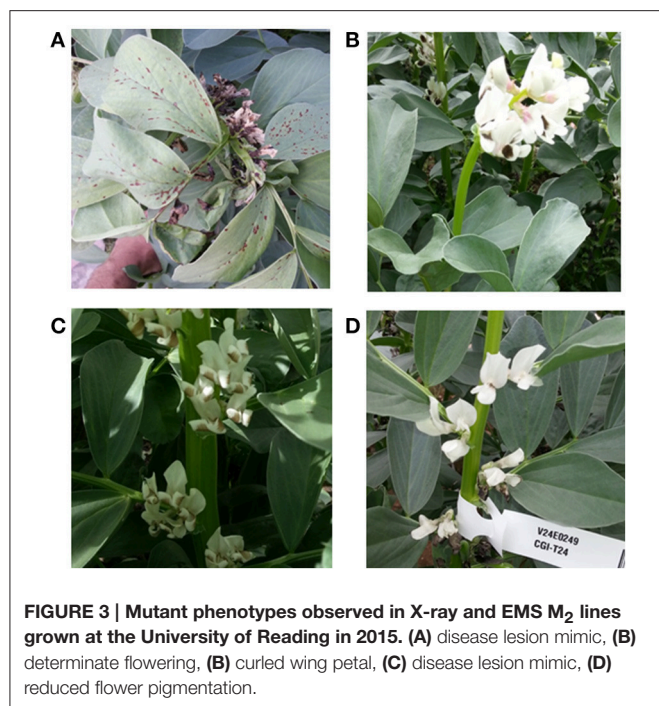 A
B
C
D
V24E0249
CGI-T24
FIGURE 3 | Mutant phenotypes observed in X-ray and EMS M₂ lines
grown at the University of Reading in 2015. (A) disease lesion mimic, (B)
determinate flowering, (B) curled wing petal, (C) disease lesion mimic, (D)
reduced flower pigmentation.